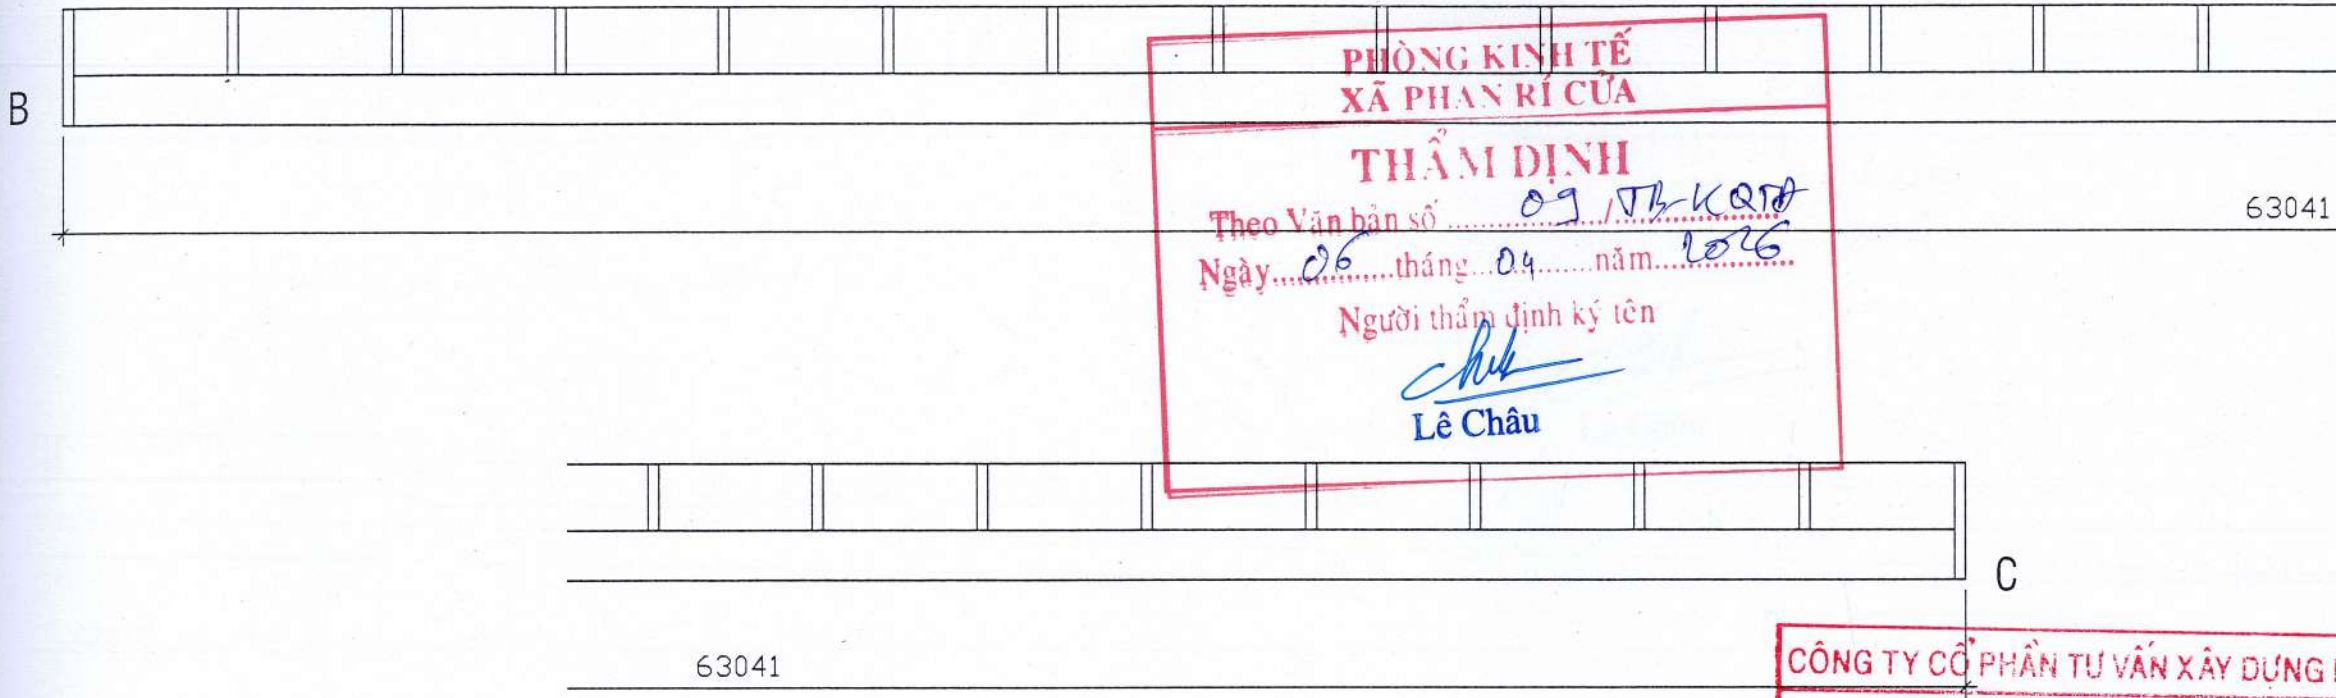 PHÒNG KINH TẾ
XÃ PHAN RÍ CỬA
B
THẨM ĐỊNH
Theo Văn bản số 09 / TB-KQTĐ
63041
Ngày 06 tháng 04 năm 2026
Người thẩm định ký tên
Lê Châu
C
63041
CÔNG TY CỔ PHẦN TƯ VẤN XÂY DỰNG